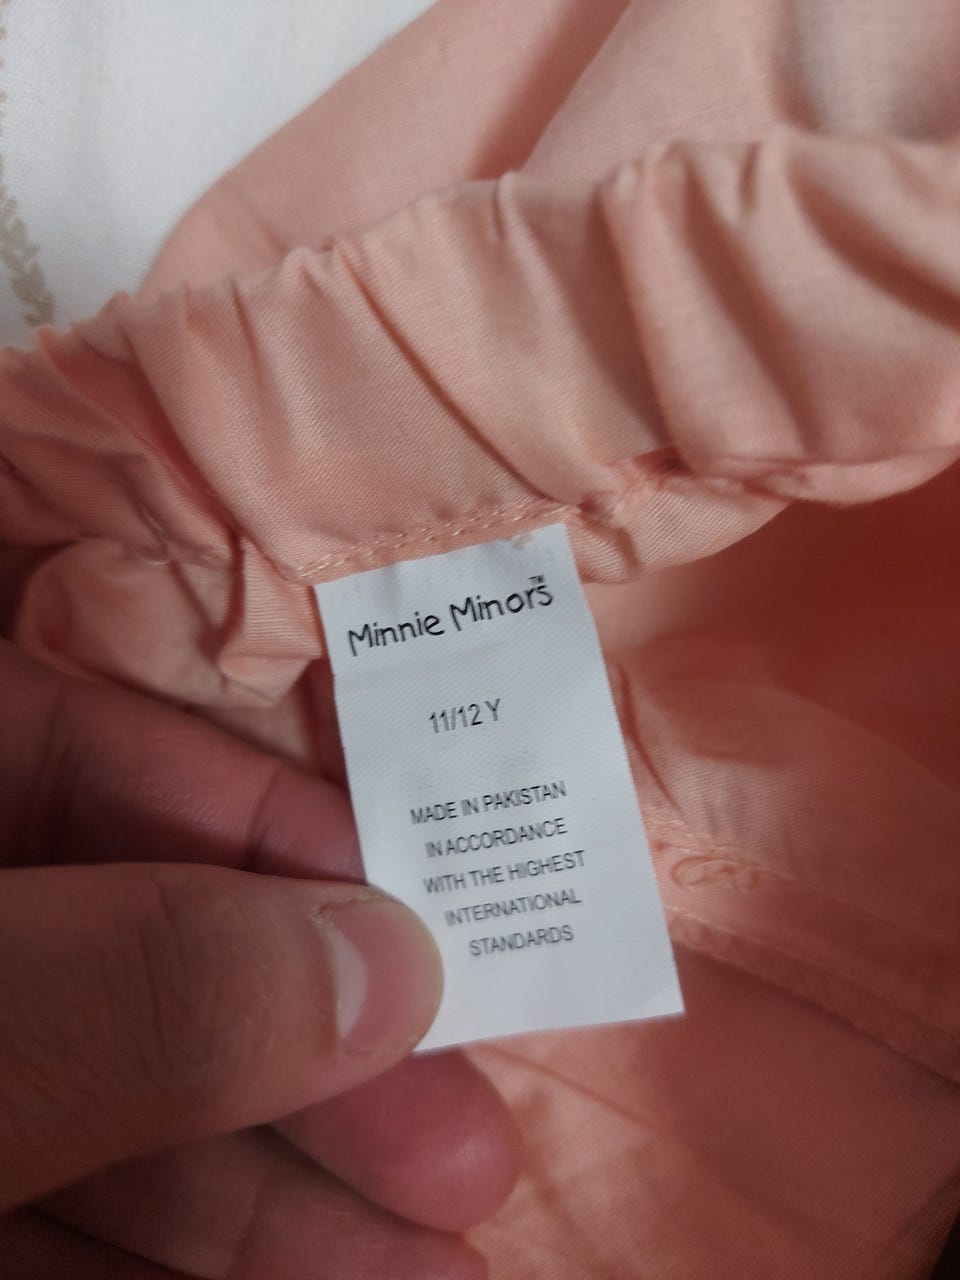 Minnie Minors™
11/12 Y
MADE IN PAKISTAN
IN ACCORDANCE
WITH THE HIGHEST
INTERNATIONAL
STANDARDS